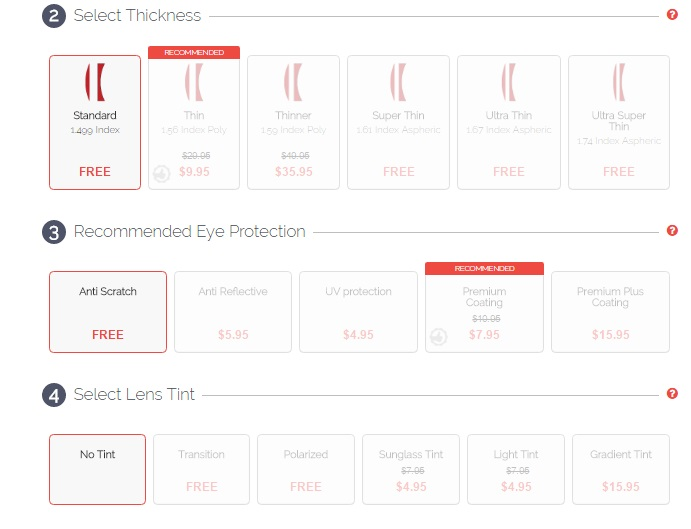 2 Select Thickness ?
RECOMMENDED
Standard
1.499 Index
FREE
Thin
1.56 Index Poly
$20.95
$9.95
Thinner
1.59 Index Poly
$40.95
$35.95
Super Thin
1.61 Index Aspheric
FREE
Ultra Thin
1.67 Index Aspheric
FREE
Ultra Super
Thin
1.74 Index Aspheric
FREE
3 Recommended Eye Protection ?
Anti Scratch
FREE
Anti Reflective
$5.95
UV protection
$4.95
RECOMMENDED
Premium
Coating
$10.95
$7.95
Premium Plus
Coating
$15.95
4 Select Lens Tint ?
No Tint
Transition
FREE
Polarized
FREE
Sunglass Tint
$7.95
$4.95
Light Tint
$7.95
$4.95
Gradient Tint
$15.95